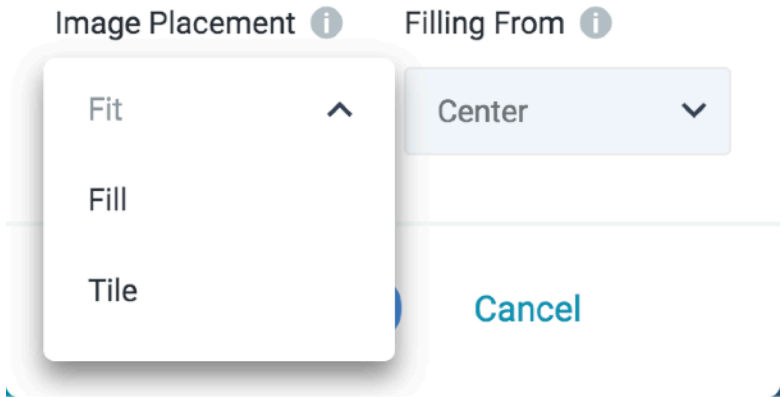 Image Placement
Filling From
Fit
Center
Fill
Tile
Cancel